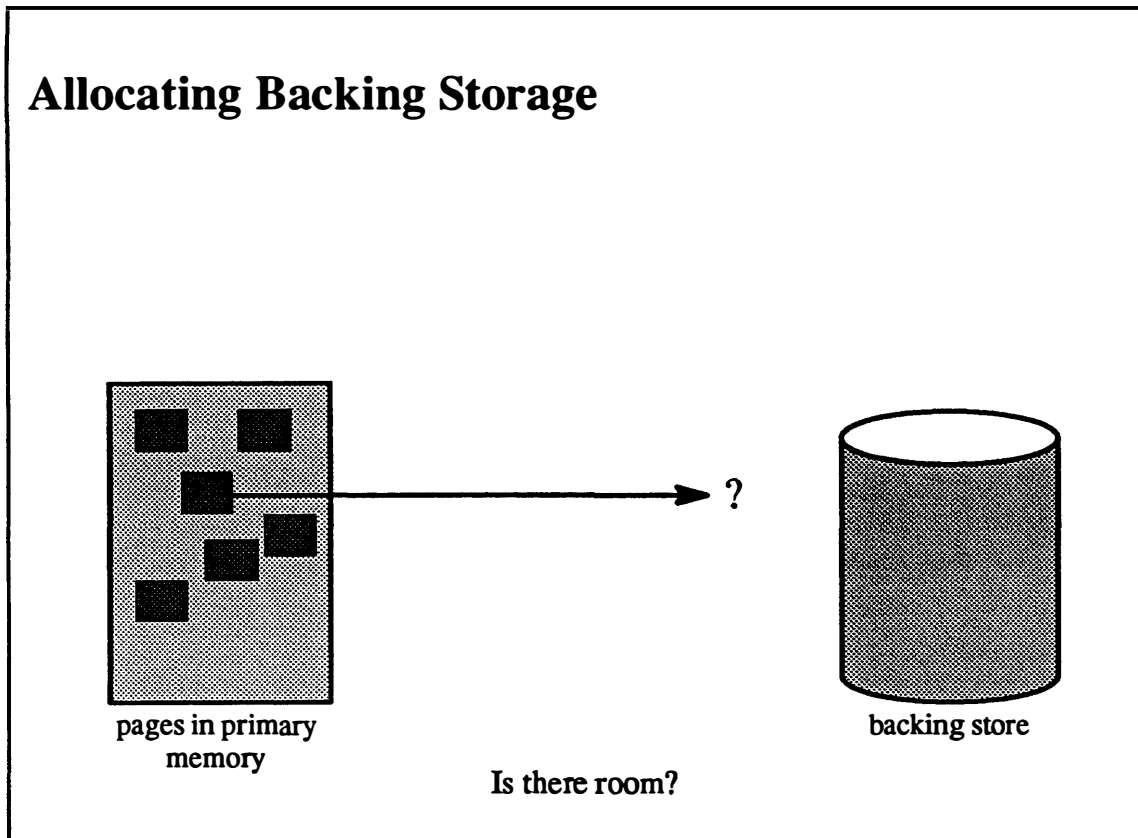 Allocating Backing Storage
?
pages in primary
memory
backing store
Is there room?